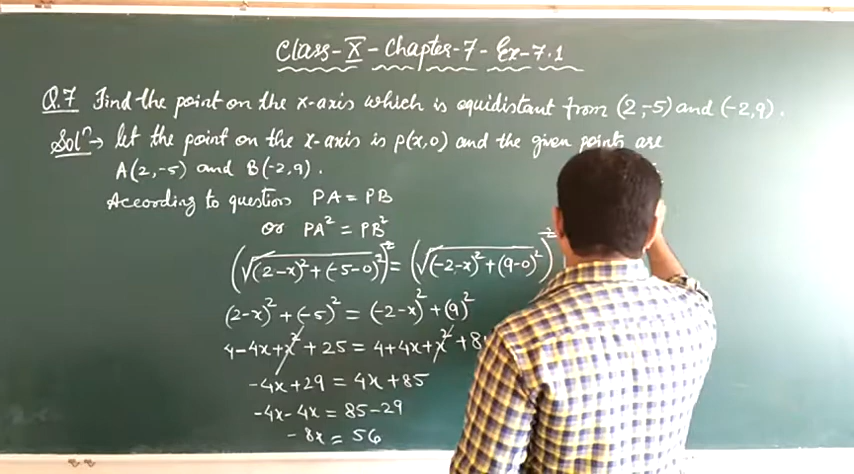 Class-X-Chapter-7-Ex-7.1
Q.7 Find the point on the x-axis which is equidistant from (2,-5) and (-2,9).
Solⁿ→ let the point on the x-axis is P(x,0) and the given points are
A(2,-5) and B(-2,9).
According to question PA = PB
or PA² = PB²
(√(2-x)²+(-5-0)²)² = (√(-2-x)²+(9-0)²)²
(2-x)²+(-5)² = (-2-x)²+(9)²
4-4x+x²+25 = 4+4x+x²+8
-4x+29 = 4x+85
-4x-4x = 85-29
-8x = 56